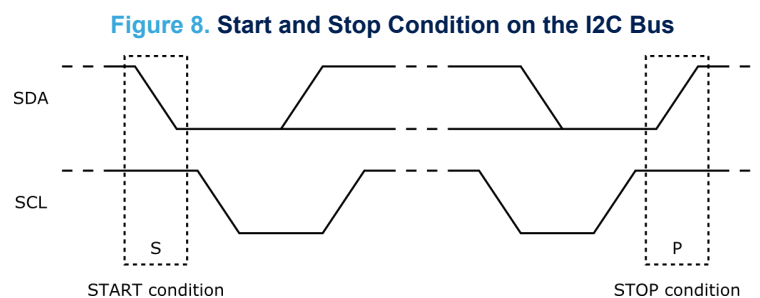 Figure 8. Start and Stop Condition on the I2C Bus
SDA
SCL
S
P
START condition
STOP condition